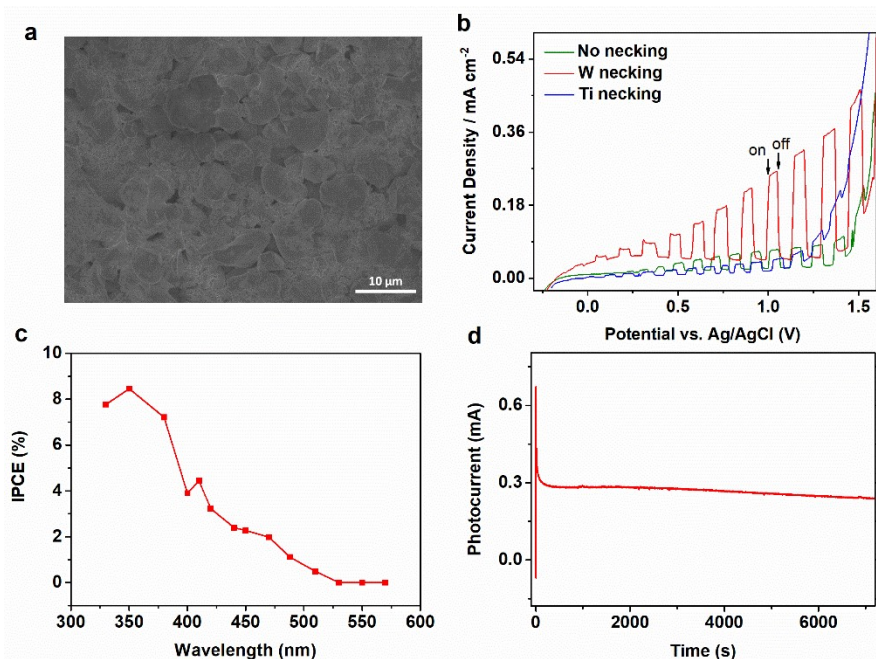 a
10 µm
b
No necking
W necking
Ti necking
on
off
Current Density / mA cm⁻²
0.54
0.36
0.18
0.00
0.0
0.5
1.0
1.5
Potential vs. Ag/AgCl (V)
c
IPCE (%)
10
8
6
4
2
0
300
350
400
450
500
550
600
Wavelength (nm)
d
Photocurrent (mA)
0.9
0.6
0.3
0.0
0
2000
4000
6000
Time (s)